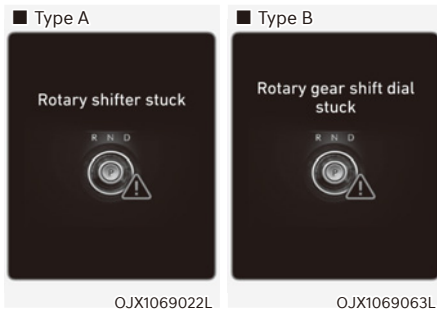 ■ Type A
Rotary shifter stuck
R N D
P
OJX1069022L
■ Type B
Rotary gear shift dial
stuck
R N D
P
OJX1069063L